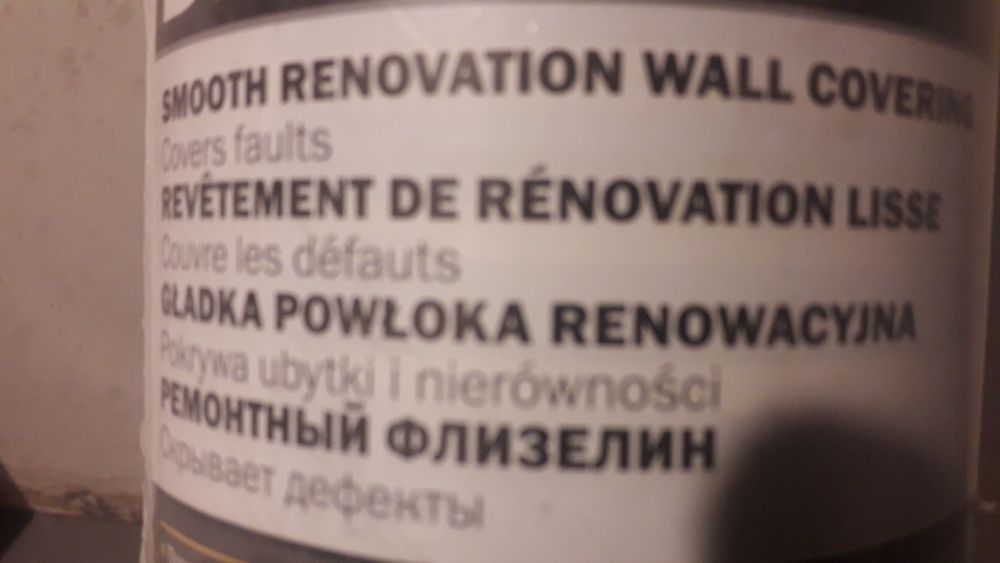 SMOOTH RENOVATION WALL COVERING
Covers faults
REVÊTEMENT DE RÉNOVATION LISSE
Couvre les défauts
GŁADKA POWŁOKA RENOWACYJNA
Pokrywa ubytki i nierówności
РЕМОНТНЫЙ ФЛИЗЕЛИН
Скрывает дефекты